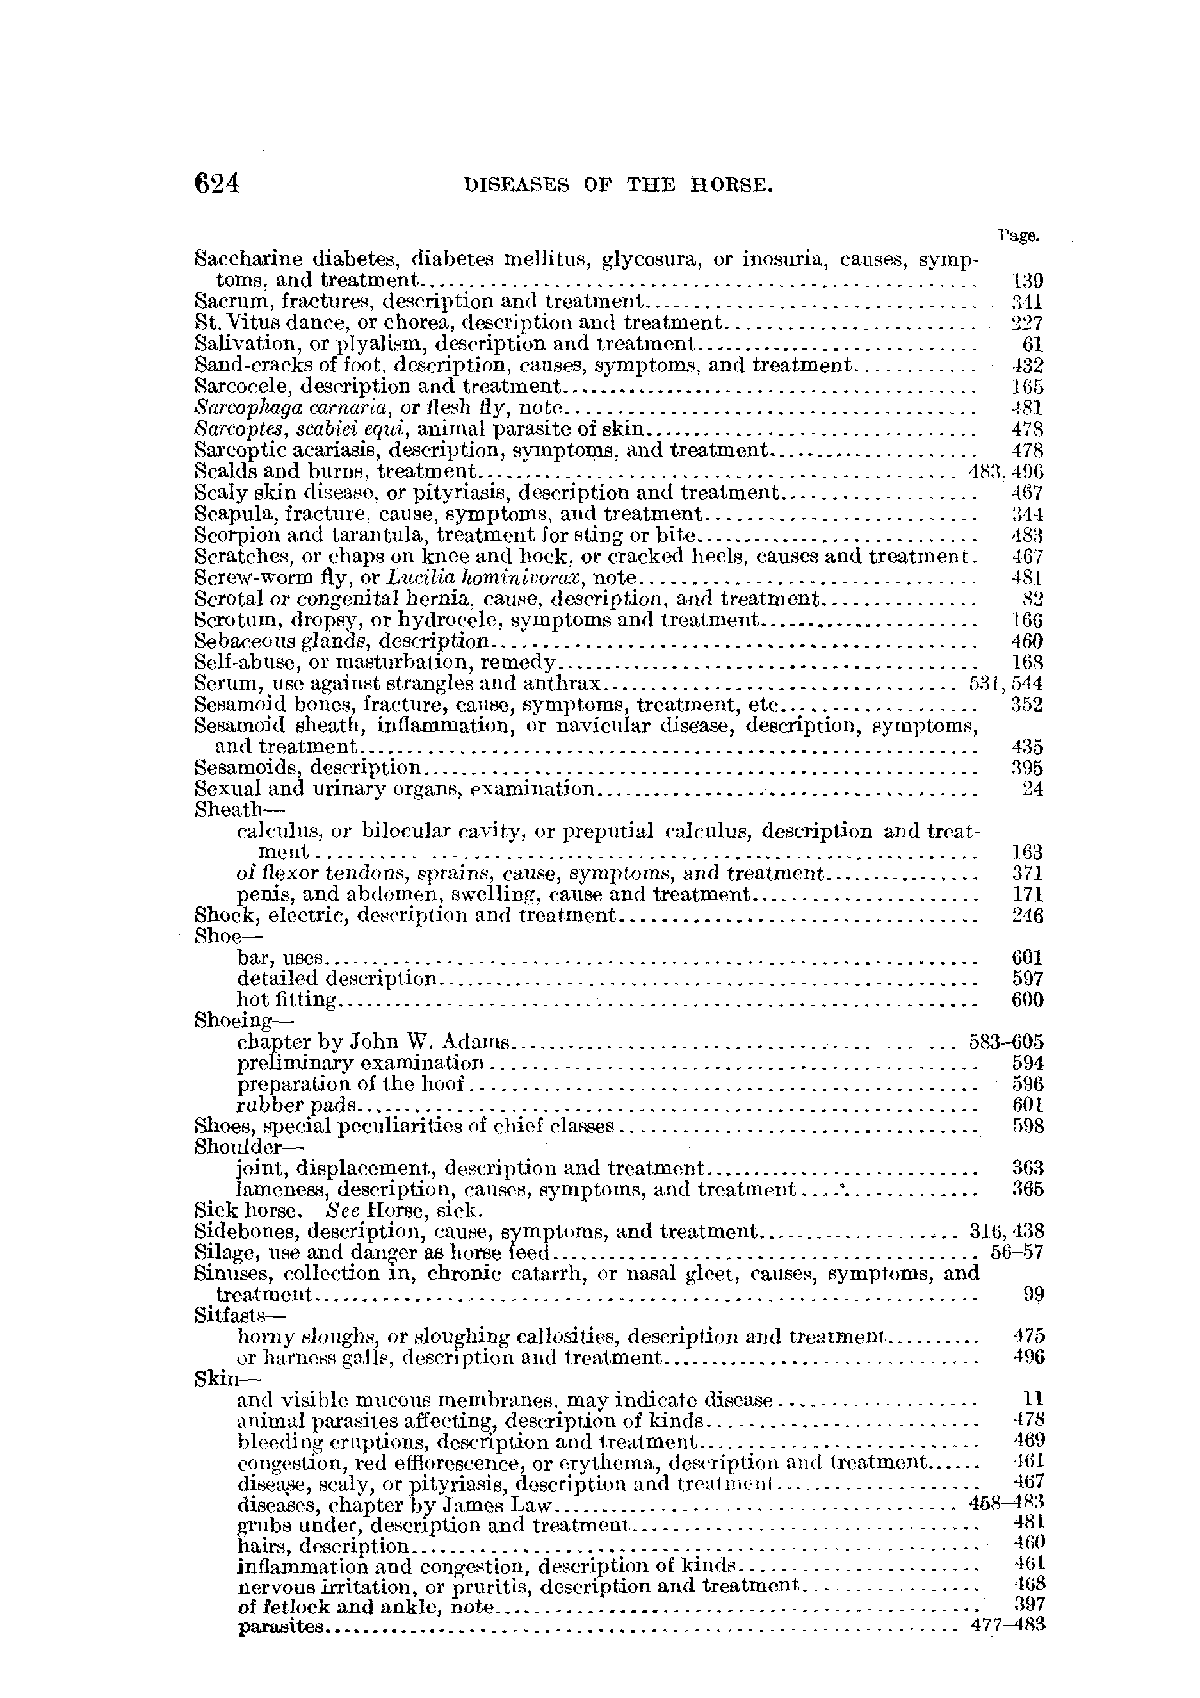 624 DISEASES OF THE HORSE.
Page.
Saccharine diabetes, diabetes mellitus, glycosura, or inosuria, causes, symp-
toms, and treatment.................................................... 139
Sacrum, fractures, description and treatment................................ 341
St. Vitus dance, or chorea, description and treatment........................ 227
Salivation, or plyalism, description and treatment........................... 61
Sand-cracks of foot, description, causes, symptoms, and treatment............ 432
Sarcocele, description and treatment....................................... 165
Sarcophaga carnaria, or flesh fly, note....................................... 481
Sarcoptes, scabiei equi, animal parasite of skin............................... 478
Sarcoptic acariasis, description, symptoms, and treatment.................... 478
Scalds and burns, treatment............................................. 483, 496
Scaly skin disease, or pityriasis, description and treatment................... 467
Scapula, fracture, cause, symptoms, and treatment.......................... 344
Scorpion and tarantula, treatment for sting or bite........................... 483
Scratches, or chaps on knee and hock, or cracked heels, causes and treatment. 467
Screw-worm fly, or Lucilia hominivorax, note................................ 481
Scrotal or congenital hernia, cause, description, and treatment............... 82
Scrotum, dropsy, or hydrocele, symptoms and treatment..................... 166
Sebaceous glands, description.............................................. 460
Self-abuse, or masturbation, remedy........................................ 168
Serum, use against strangles and anthrax................................. 531, 544
Sesamoid bones, fracture, cause, symptoms, treatment, etc................... 352
Sesamoid sheath, inflammation, or navicular disease, description, symptoms,
and treatment........................................................... 435
Sesamoids, description..................................................... 395
Sexual and urinary organs, examination.................................... 24
Sheath—
calculus, or bilocular cavity, or preputial calculus, description and treat-
ment............................................................... 163
of flexor tendons, sprains, cause, symptoms, and treatment............... 371
penis, and abdomen, swelling, cause and treatment...................... 171
Shock, electric, description and treatment................................... 246
Shoe—
bar, uses............................................................... 601
detailed description.................................................... 597
hot fitting.............................................................. 600
Shoeing—
chapter by John W. Adams.......................................... 583–605
preliminary examination............................................... 594
preparation of the hoof................................................. 596
rubber pads............................................................ 601
Shoes, special peculiarities of chief classes................................... 598
Shoulder—
joint, displacement, description and treatment.......................... 363
lameness, description, causes, symptoms, and treatment................. 365
Sick horse. See Horse, sick.
Sidebones, description, cause, symptoms, and treatment................... 316, 438
Silage, use and danger as horse feed........................................ 56–57
Sinuses, collection in, chronic catarrh, or nasal gleet, causes, symptoms, and
treatment............................................................... 99
Sitfasts—
horny sloughs, or sloughing callosities, description and treatment.......... 475
or harness galls, description and treatment.............................. 496
Skin—
and visible mucous membranes, may indicate disease................... 11
animal parasites affecting, description of kinds.......................... 478
bleeding eruptions, description and treatment........................... 469
congestion, red efflorescence, or erythema, description and treatment...... 461
disease, scaly, or pityriasis, description and treatment.................... 467
diseases, chapter by James Law....................................... 458–483
grubs under, description and treatment................................. 481
hairs, description....................................................... 460
inflammation and congestion, description of kinds....................... 461
nervous irritation, or pruritis, description and treatment................. 468
of fetlock and ankle, note............................................... 397
parasites............................................................. 477–483